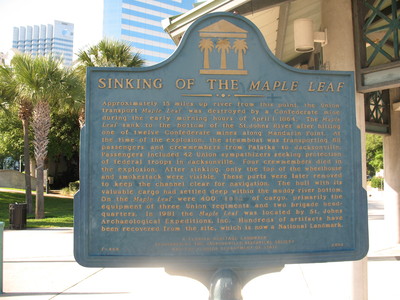 SINKING OF THE MAPLE LEAF
Approximately 15 miles up river from this point, the Union
transport Maple Leaf was destroyed by a Confederate mine
during the early morning hours of April 1, 1864. The Maple
Leaf sank to the bottom of the St. Johns River after hitting
one of twelve Confederate mines along Mandarin Point. At
the time of the explosion, the steamboat was transporting
passengers and crewmembers from Palatka to Jacksonville.
Passengers included 42 Union sympathizers seeking protection
of federal troops in Jacksonville. Four crewmembers died in
the explosion. After sinking, only the top of the wheelhouse
and smokestack were visible. These parts were later removed
to keep the channel clear for navigation. The hull with its
valuable cargo had settled deep within the muddy river bottom.
On the Maple Leaf were 400 tons of cargo, primarily the
equipment of three Union regiments and two brigade head-
quarters. In 1981 the Maple Leaf was located by St. Johns
Archaeological Expeditions, Inc. Hundreds of artifacts have
been recovered from the site, which is now a National Landmark.